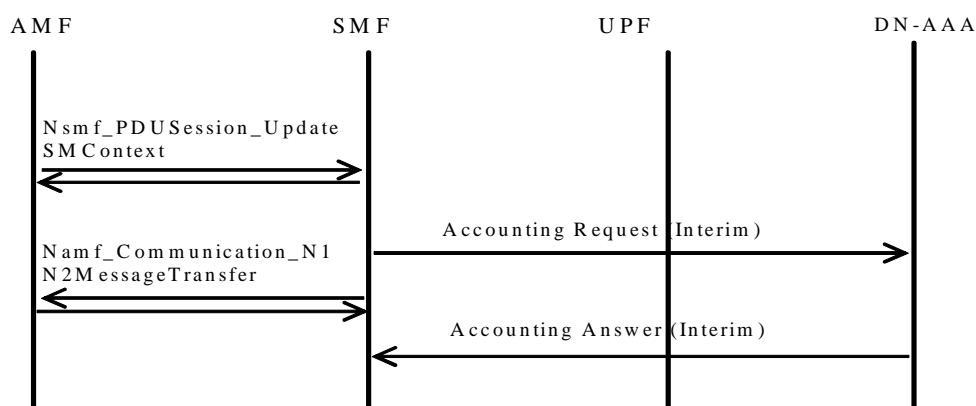 AMF SMF UPF DN-AAA
Nsmf_PDUSession_Update
SMContext
Accounting Request (Interim)
Namf_Communication_N1
N2MessageTransfer
Accounting Answer (Interim)